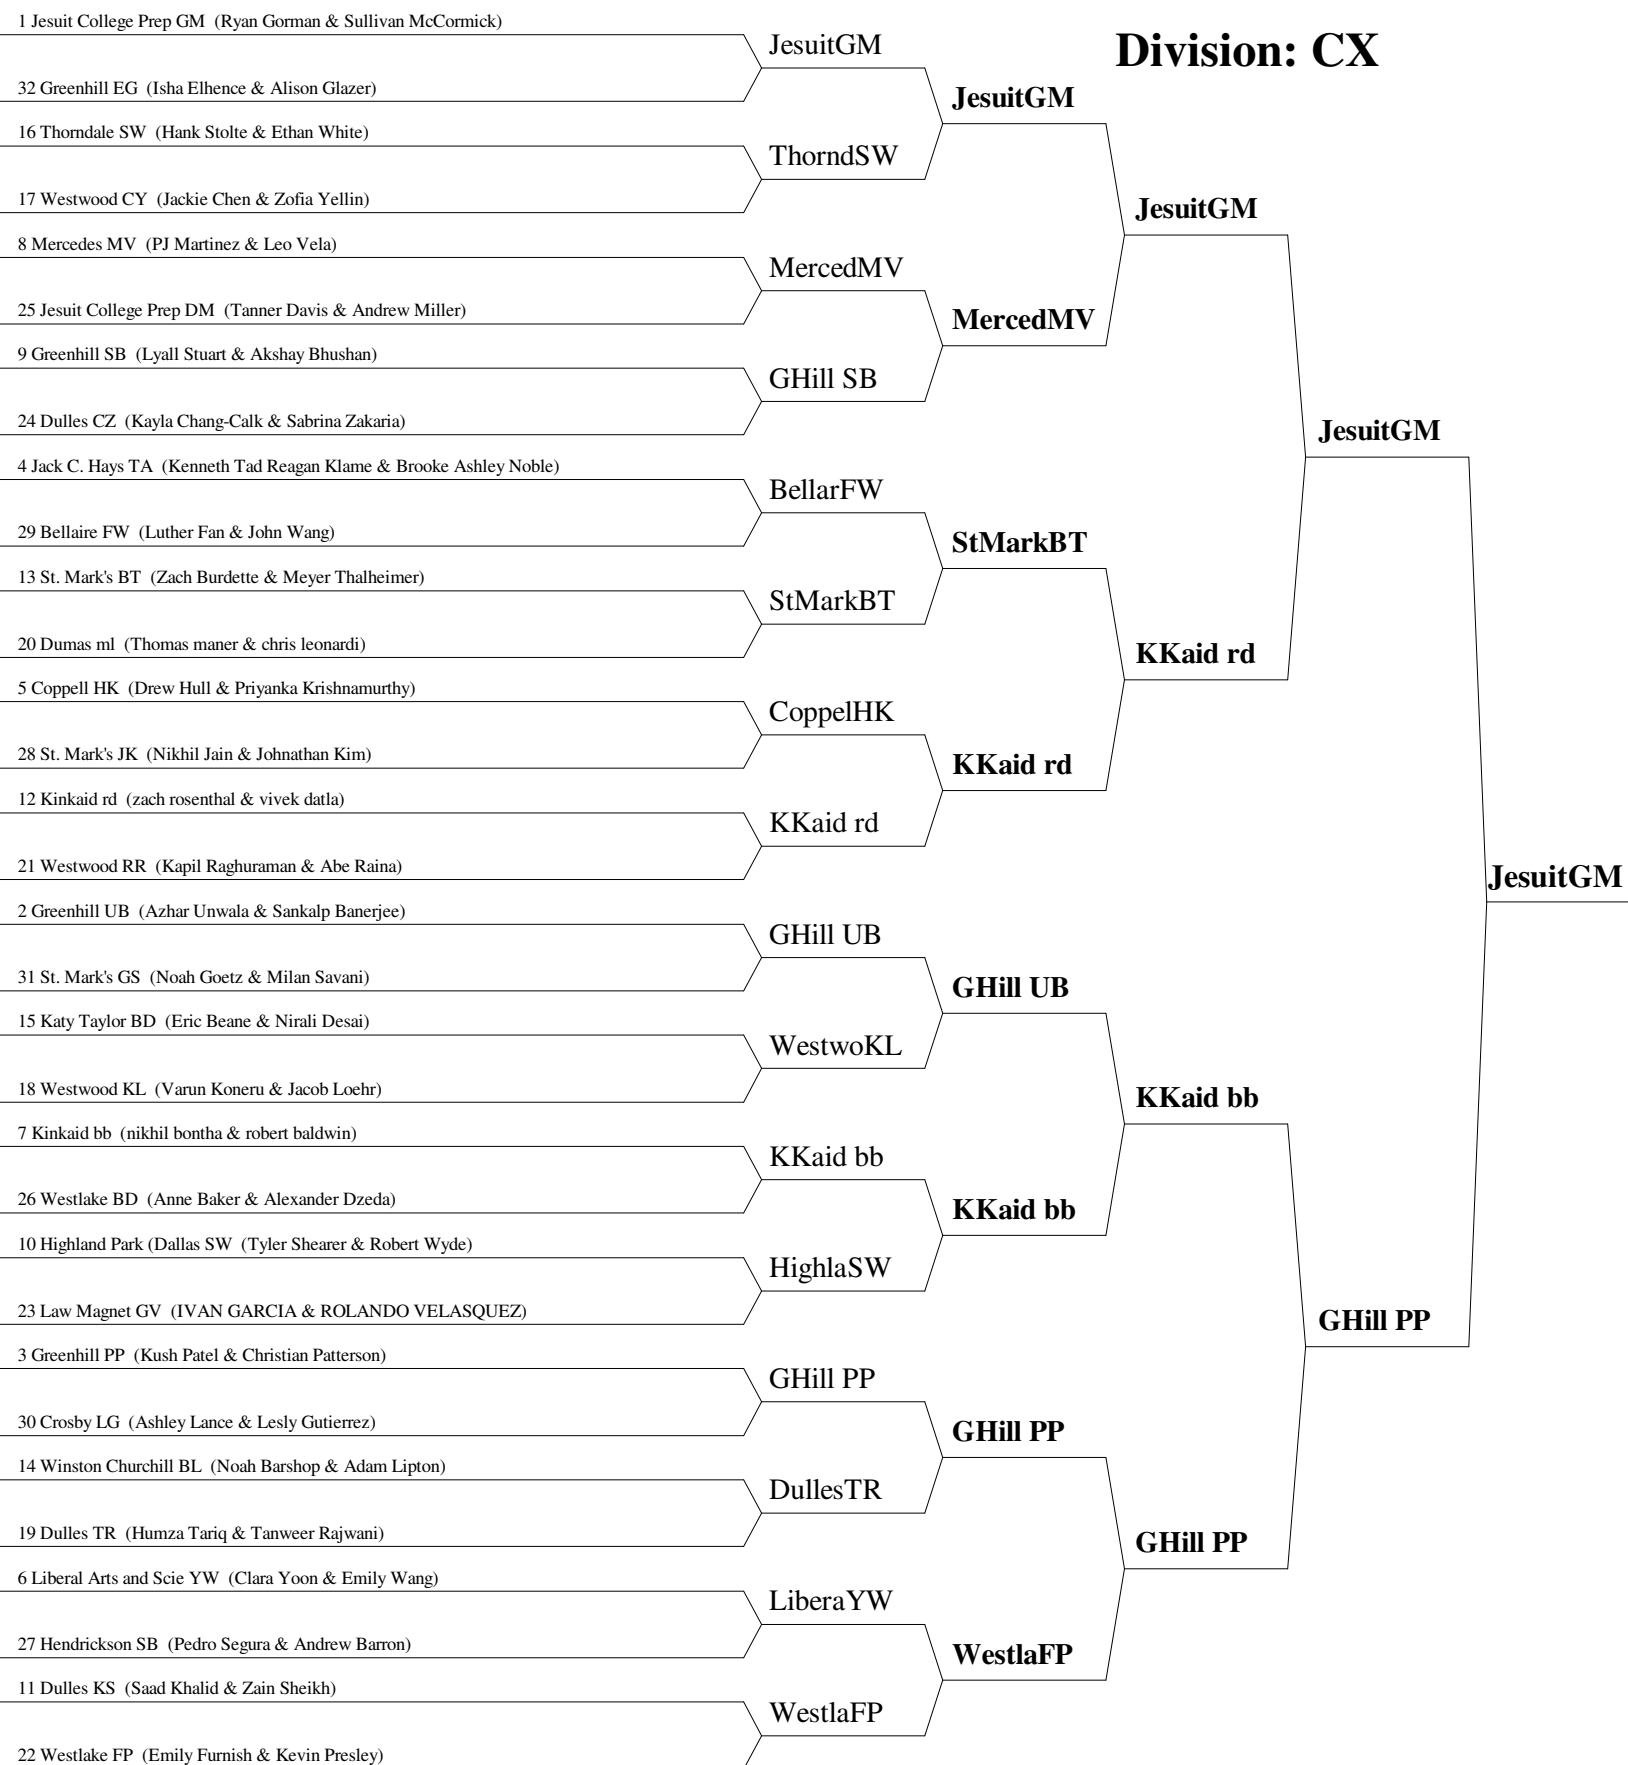 1 Jesuit College Prep GM (Ryan Gorman & Sullivan McCormick)
32 Greenhill EG (Isha Elhence & Alison Glazer)
16 Thorndale SW (Hank Stolte & Ethan White)
17 Westwood CY (Jackie Chen & Zofia Yellin)
8 Mercedes MV (PJ Martinez & Leo Vela)
25 Jesuit College Prep DM (Tanner Davis & Andrew Miller)
9 Greenhill SB (Lyall Stuart & Akshay Bhushan)
24 Dulles CZ (Kayla Chang-Calk & Sabrina Zakaria)
4 Jack C. Hays TA (Kenneth Tad Reagan Klame & Brooke Ashley Noble)
29 Bellaire FW (Luther Fan & John Wang)
13 St. Mark's BT (Zach Burdette & Meyer Thalheimer)
20 Dumas ml (Thomas maner & chris leonardi)
5 Coppell HK (Drew Hull & Priyanka Krishnamurthy)
28 St. Mark's JK (Nikhil Jain & Johnathan Kim)
12 Kinkaid rd (zach rosenthal & vivek datla)
21 Westwood RR (Kapil Raghuraman & Abe Raina)
2 Greenhill UB (Azhar Unwala & Sankalp Banerjee)
31 St. Mark's GS (Noah Goetz & Milan Savani)
15 Katy Taylor BD (Eric Beane & Nirali Desai)
18 Westwood KL (Varun Koneru & Jacob Loehr)
7 Kinkaid bb (nikhil bontha & robert baldwin)
26 Westlake BD (Anne Baker & Alexander Dzeda)
10 Highland Park (Dallas SW (Tyler Shearer & Robert Wyde)
23 Law Magnet GV (IVAN GARCIA & ROLANDO VELASQUEZ)
3 Greenhill PP (Kush Patel & Christian Patterson)
30 Crosby LG (Ashley Lance & Lesly Gutierrez)
14 Winston Churchill BL (Noah Barshop & Adam Lipton)
19 Dulles TR (Humza Tariq & Tanweer Rajwani)
6 Liberal Arts and Scie YW (Clara Yoon & Emily Wang)
27 Hendrickson SB (Pedro Segura & Andrew Barron)
11 Dulles KS (Saad Khalid & Zain Sheikh)
22 Westlake FP (Emily Furnish & Kevin Presley)
JesuitGM
ThorndSW
MercedMV
GHill SB
BellarFW
StMarkBT
CoppelHK
KKaid rd
GHill UB
WestwoKL
KKaid bb
HighlaSW
GHill PP
DullesTR
LiberaYW
WestlaFP
JesuitGM
MercedMV
StMarkBT
KKaid rd
GHill UB
KKaid bb
GHill PP
WestlaFP
Division: CX
JesuitGM
KKaid rd
KKaid bb
GHill PP
JesuitGM
GHill PP
JesuitGM